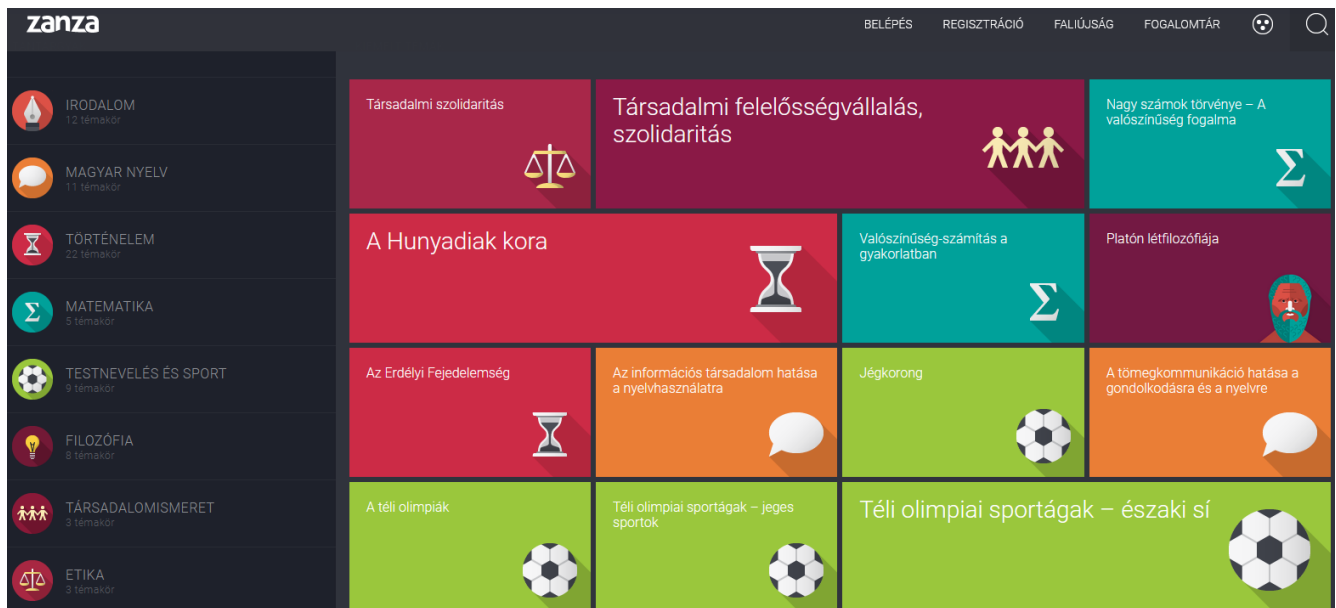 zanza
BELÉPÉS
REGISZTRÁCIÓ
FALIÚJSÁG
FOGALOMTÁR
IRODALOM
12 témakör
MAGYAR NYELV
11 témakör
TÖRTÉNELEM
22 témakör
MATEMATIKA
5 témakör
TESTNEVELÉS ÉS SPORT
9 témakör
FILOZÓFIA
8 témakör
TÁRSADALOMISMERET
3 témakör
ETIKA
3 témakör
Társadalmi szolidaritás
Társadalmi felelősségvállalás,
szolidaritás
Nagy számok törvénye – A
valószínűség fogalma
A Hunyadiak kora
Valószínűség-számítás a
gyakorlatban
Platón létfilozófiája
Az Erdélyi Fejedelemség
Az információs társadalom hatása
a nyelvhasználatra
Jégkorong
A tömegkommunikáció hatása a
gondolkodásra és a nyelvre
A téli olimpiák
Téli olimpiai sportágak – jeges
sportok
Téli olimpiai sportágak – északi sí